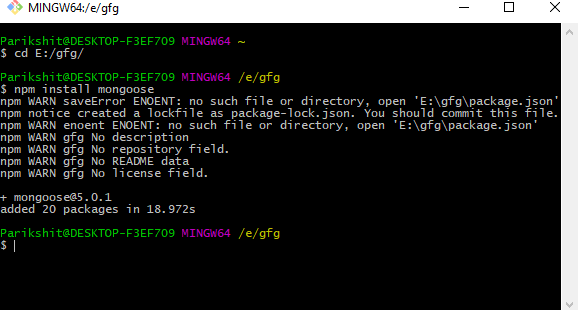 MINGW64:/e/gfg
Parikshit@DESKTOP-F3EF7O9 MINGW64 ~
$ cd E:/gfg/
Parikshit@DESKTOP-F3EF7O9 MINGW64 /e/gfg
$ npm install mongoose
npm WARN saveError ENOENT: no such file or directory, open 'E:\gfg\package.json'
npm notice created a lockfile as package-lock.json. You should commit this file.
npm WARN enoent ENOENT: no such file or directory, open 'E:\gfg\package.json'
npm WARN gfg No description
npm WARN gfg No repository field.
npm WARN gfg No README data
npm WARN gfg No license field.
+ mongoose@5.0.1
added 20 packages in 18.972s
Parikshit@DESKTOP-F3EF7O9 MINGW64 /e/gfg
$